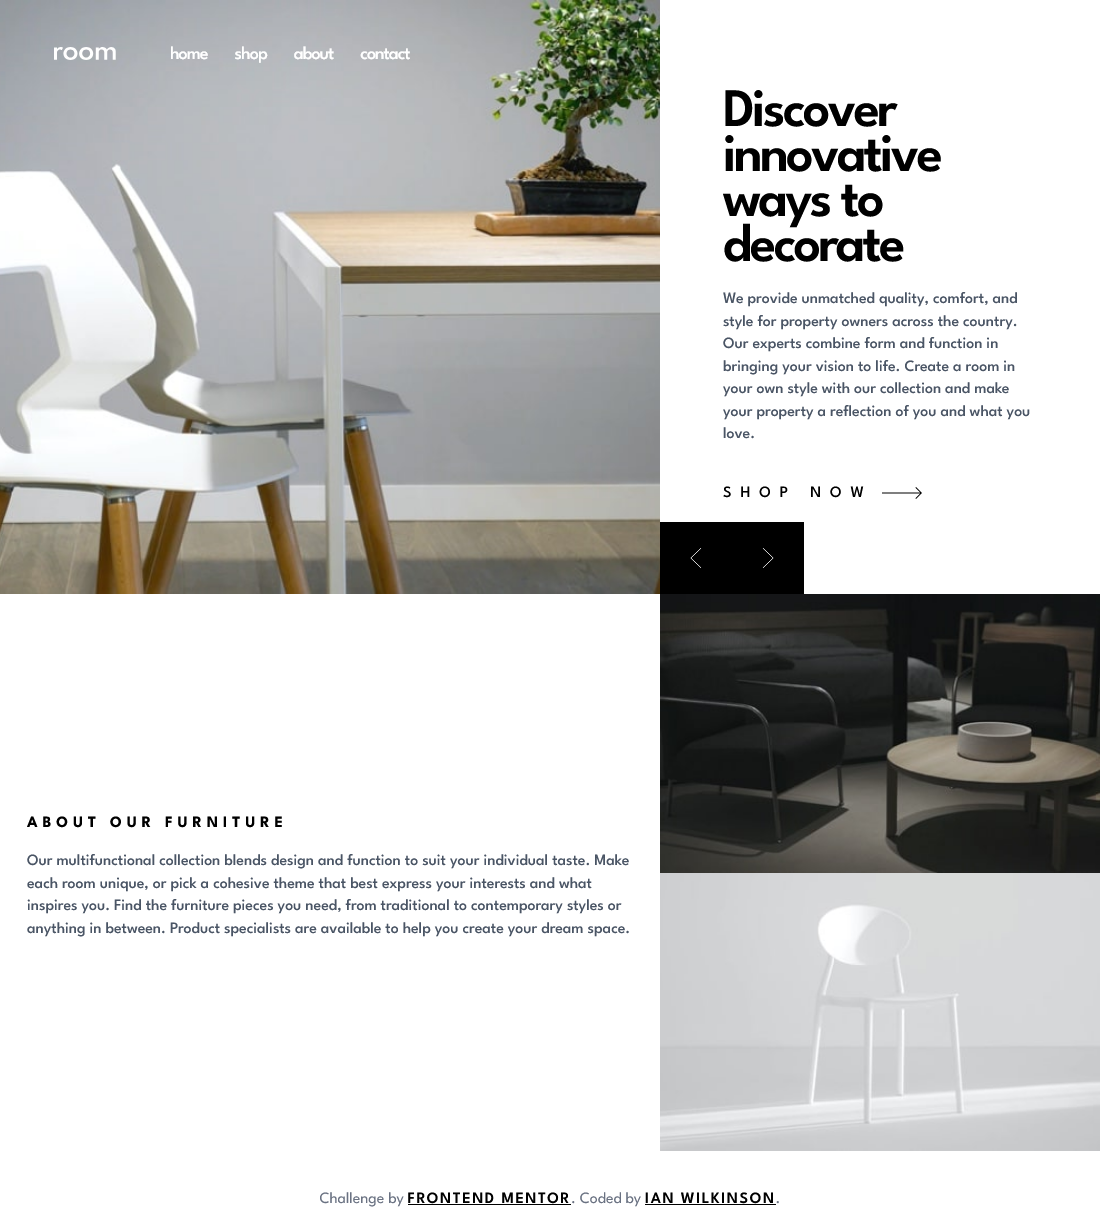 room
home shop about contact
Discover
innovative
ways to
decorate
We provide unmatched quality, comfort, and
style for property owners across the country.
Our experts combine form and function in
bringing your vision to life. Create a room in
your own style with our collection and make
your property a reflection of you and what you
love.
SHOP NOW
ABOUT OUR FURNITURE
Our multifunctional collection blends design and function to suit your individual taste. Make
each room unique, or pick a cohesive theme that best express your interests and what
inspires you. Find the furniture pieces you need, from traditional to contemporary styles or
anything in between. Product specialists are available to help you create your dream space.
Challenge by FRONTEND MENTOR. Coded by IAN WILKINSON.